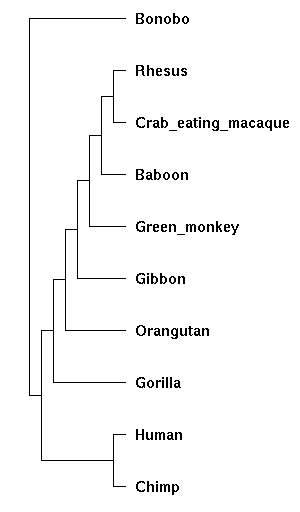 Bonobo
Rhesus
Crab_eating_macaque
Baboon
Green_monkey
Gibbon
Orangutan
Gorilla
Human
Chimp